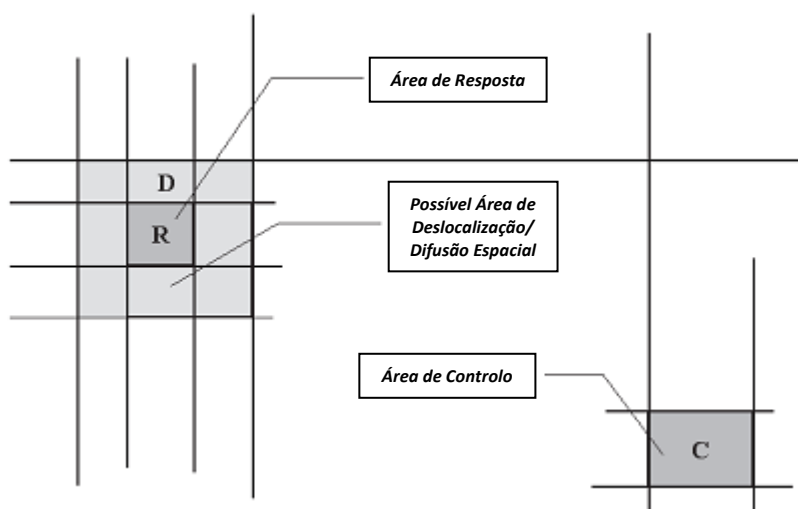 Área de Resposta
D
Possível Área de
Deslocalização/
Difusão Espacial
R
Área de Controlo
C